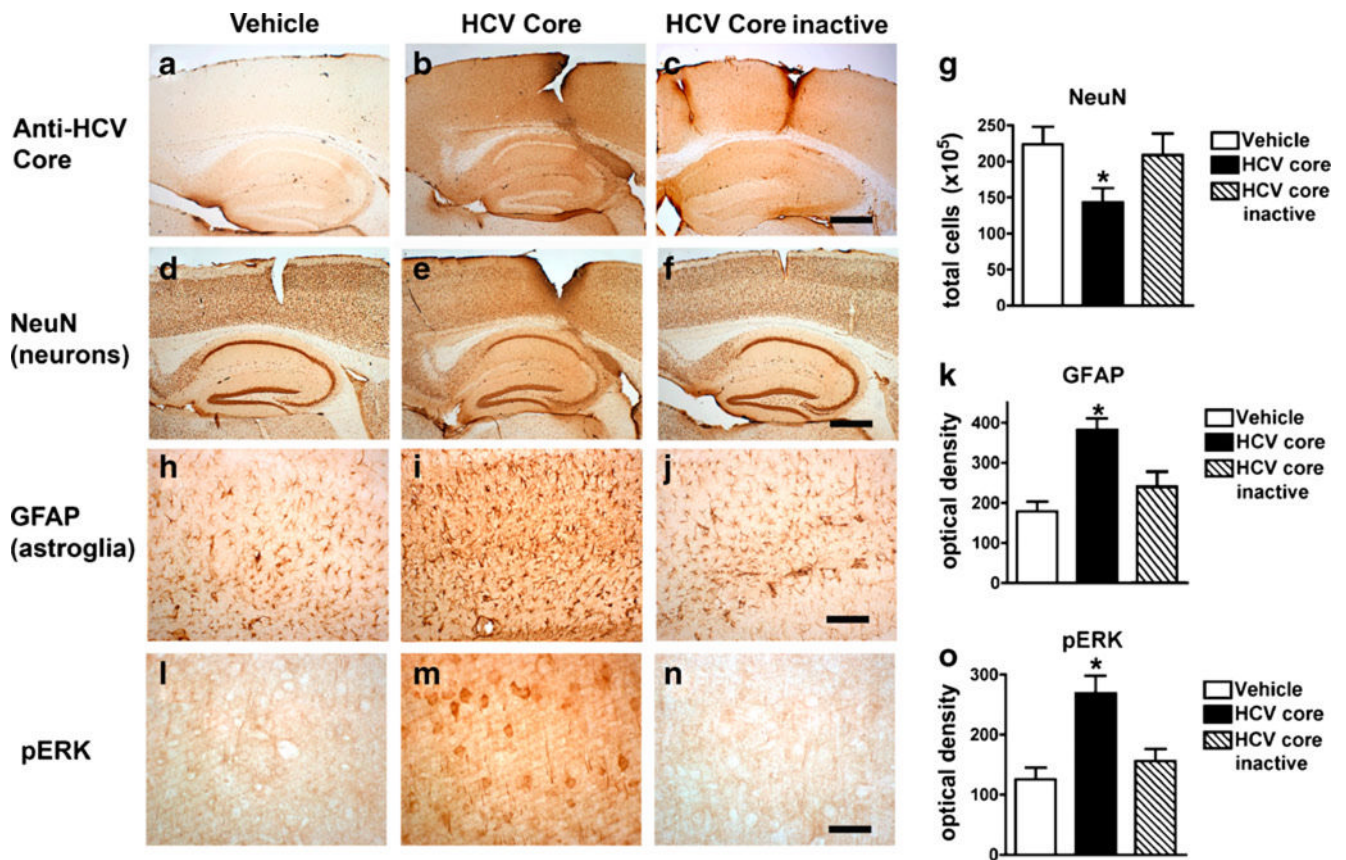 Vehicle
HCV Core
HCV Core inactive
Anti-HCV
Core
a
b
c
NeuN
(neurons)
d
e
f
GFAP
(astroglia)
h
i
j
pERK
l
m
n
g
NeuN
total cells (x10⁵)
250
200
150
100
50
0
*
Vehicle
HCV core
HCV core
inactive
k
GFAP
optical density
400
300
200
100
0
*
Vehicle
HCV core
HCV core
inactive
o
pERK
optical density
300
200
100
0
*
Vehicle
HCV core
HCV core
inactive